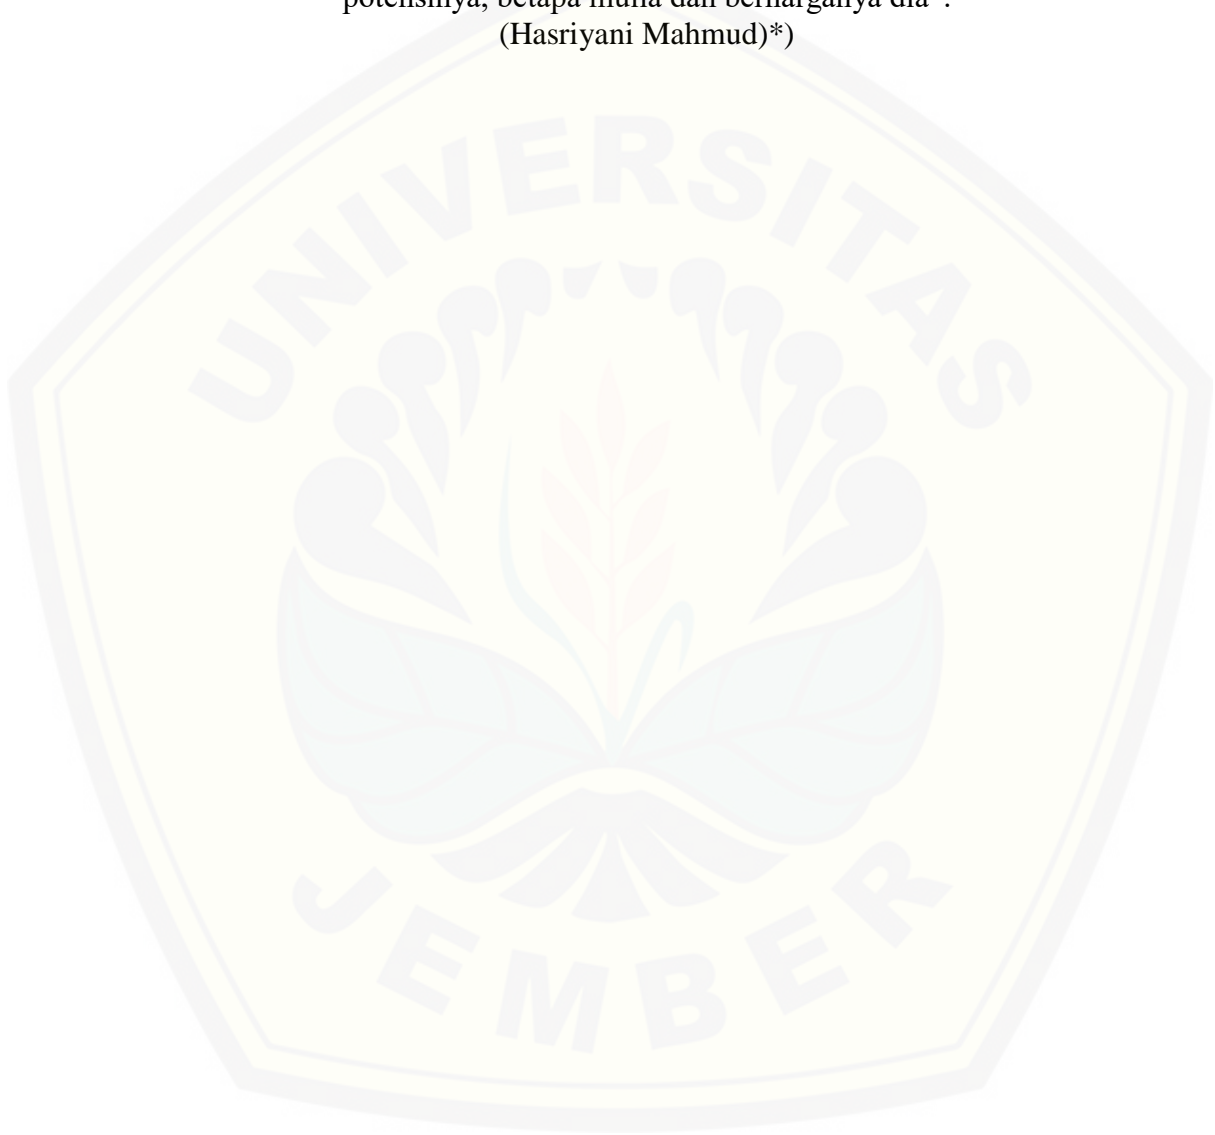 potensinya, betapa mulia dan berharganya dia".
(Hasriyani Mahmud)*)
UNIVERSITAS
JEMBER